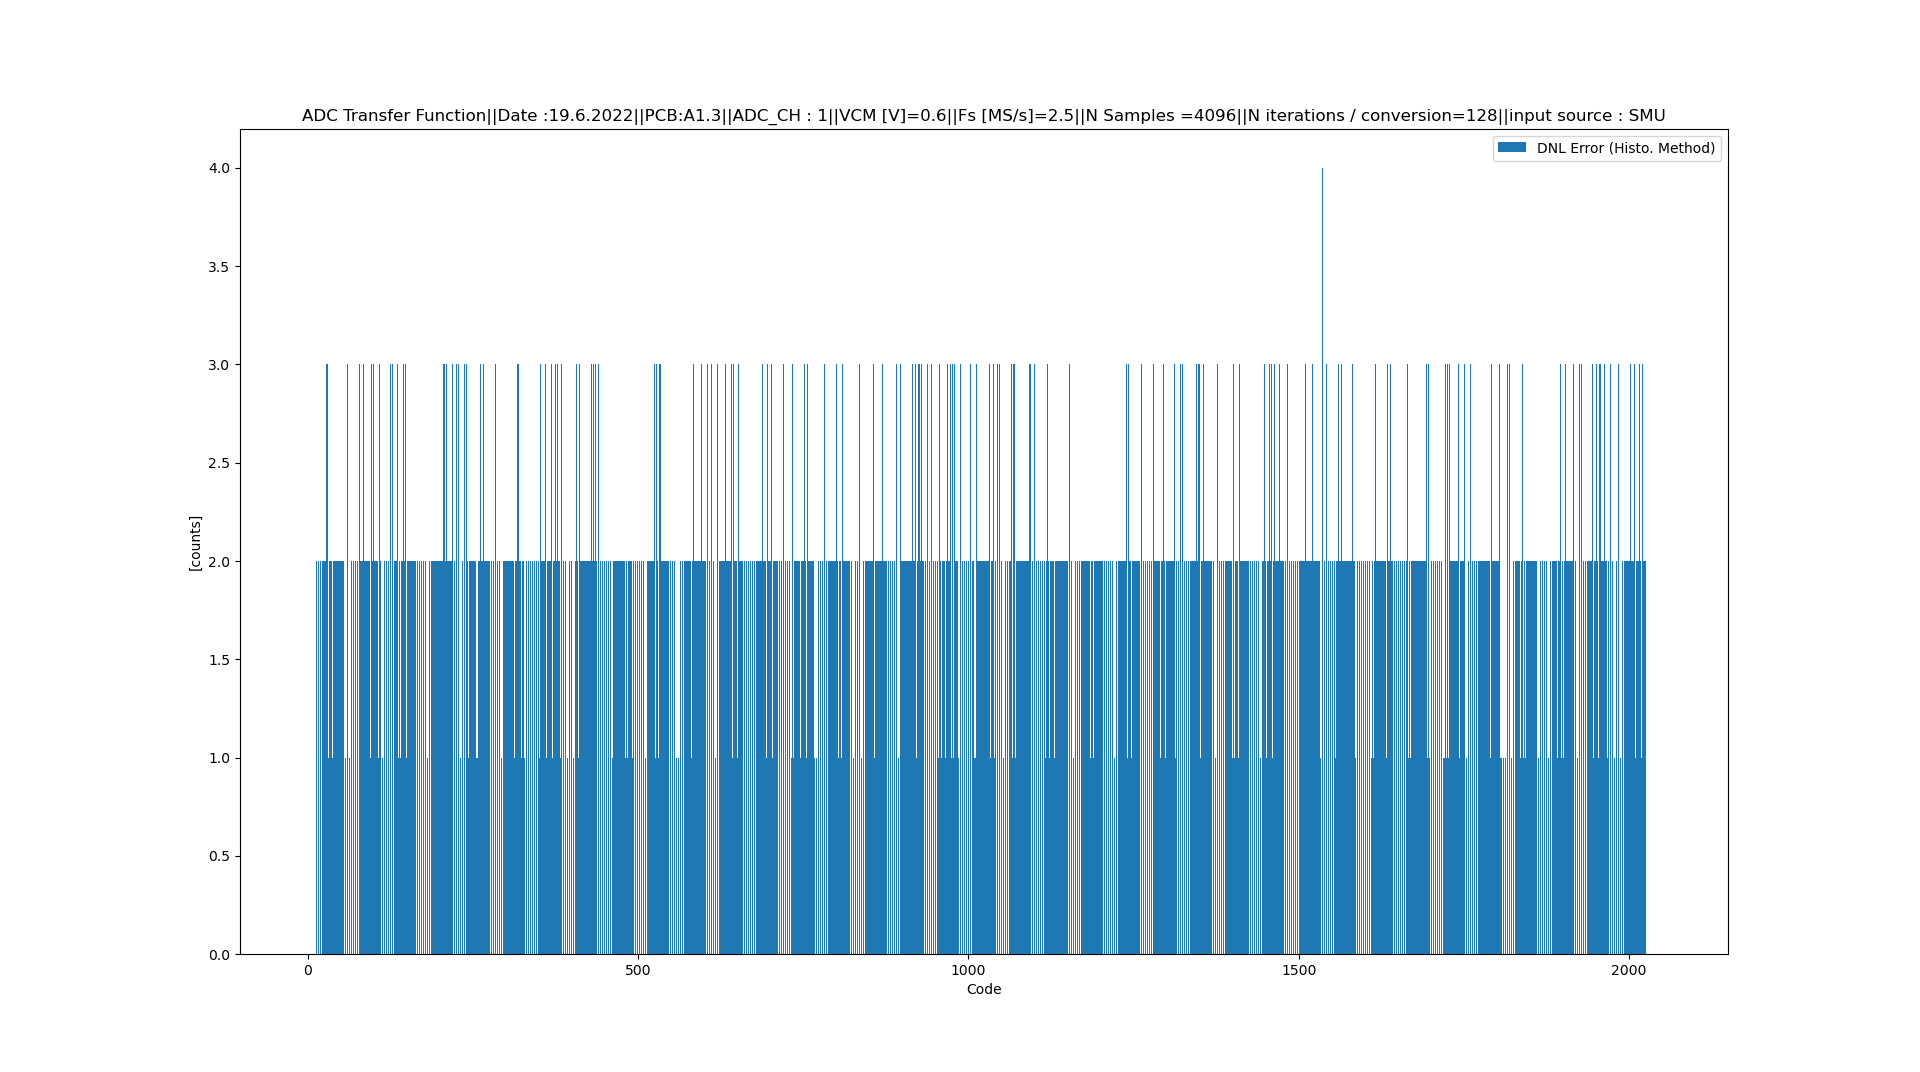 ADC Transfer Function||Date :19.6.2022||PCB:A1.3||ADC_CH : 1||VCM [V]=0.6||Fs [MS/s]=2.5||N Samples =4096||N iterations / conversion=128||input source : SMU
DNL Error (Histo. Method)
4.0
3.5
3.0
2.5
2.0
1.5
1.0
0.5
0.0
[counts]
0 500 1000 1500 2000
Code